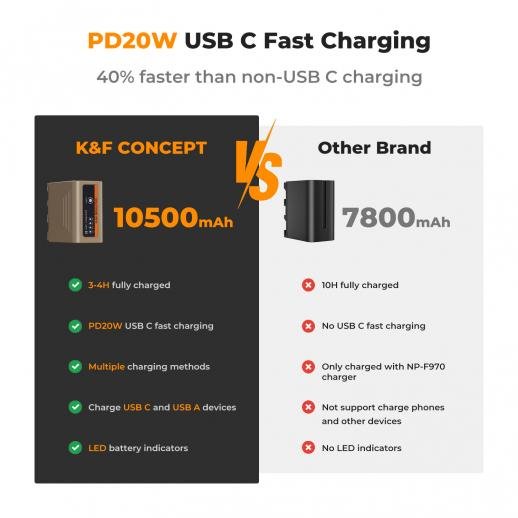 PD20W USB C Fast Charging
40% faster than non-USB C charging
K&F CONCEPT
VS
Other Brand
10500mAh
7800mAh
3-4H fully charged
10H fully charged
PD20W USB C fast charging
No USB C fast charging
Multiple charging methods
Only charged with NP-F970
charger
Charge USB C and USB A devices
Not support charge phones
and other devices
LED battery indicators
No LED indicators